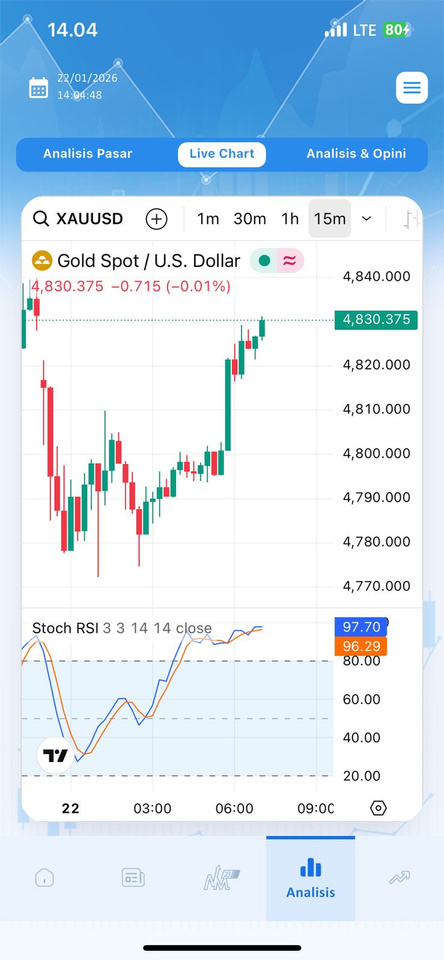 14.04
LTE 80
22/01/2026
14:04:48
Analisis Pasar
Live Chart
Analisis & Opini
XAUUSD
1m 30m 1h 15m
Gold Spot / U.S. Dollar
4,830.375 −0.715 (−0.01%)
4,840.000
4,830.375
4,820.000
4,810.000
4,800.000
4,790.000
4,780.000
4,770.000
Stoch RSI 3 3 14 14 close
97.70
96.29
80.00
60.00
40.00
20.00
22 03:00 06:00 09:00
Analisis